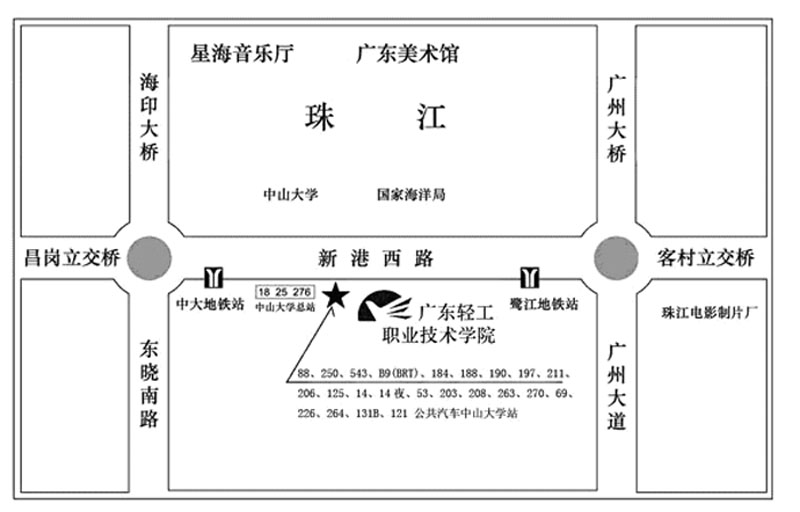 星海音乐厅 广东美术馆
海印大桥
广州大桥
珠 江
中山大学 国家海洋局
昌岗立交桥
新港西路
客村立交桥
中大地铁站
18 25 276
中山大学总站
广东轻工
职业技术学院
鹭江地铁站
珠江电影制片厂
东晓南路
广州大道
88、250、543、B9(BRT)、184、188、190、197、211、
206、125、14、14夜、53、203、208、263、270、69、
226、264、131B、121 公共汽车中山大学站